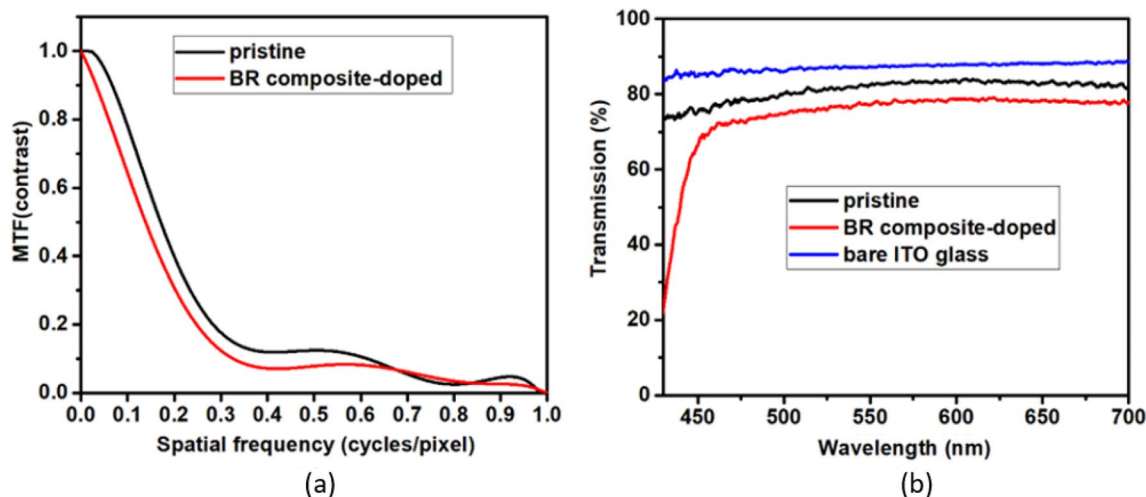 pristine
BR composite-doped
MTF(contrast)
1.0
0.8
0.6
0.4
0.2
0.0
0.0 0.1 0.2 0.3 0.4 0.5 0.6 0.7 0.8 0.9 1.0
Spatial frequency (cycles/pixel)
(a)
Transmission (%)
100
80
60
40
20
0
pristine
BR composite-doped
bare ITO glass
450 500 550 600 650 700
Wavelength (nm)
(b)